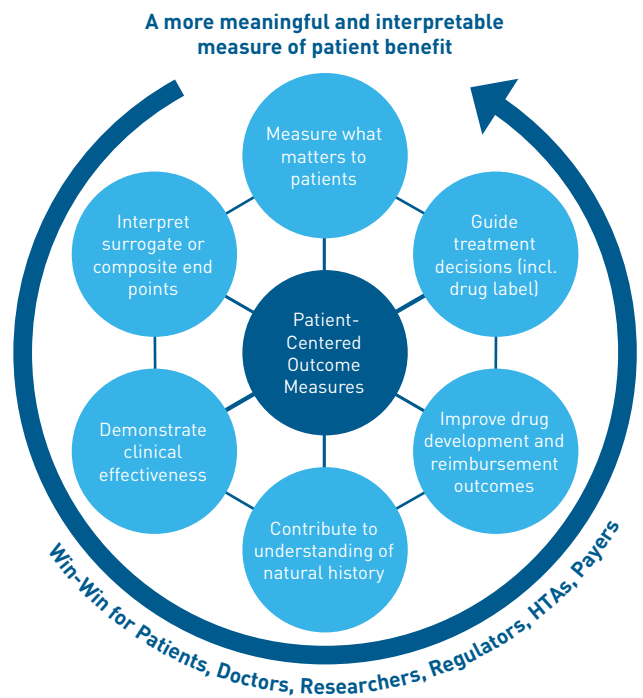 A more meaningful and interpretable
measure of patient benefit
Measure what
matters to
patients
Interpret
surrogate or
composite end
points
Guide
treatment
decisions (incl.
drug label)
Patient-
Centered
Outcome
Measures
Demonstrate
clinical
effectiveness
Improve drug
development and
reimbursement
outcomes
Contribute to
understanding of
natural history
Win-Win for Patients, Doctors, Researchers, Regulators, HTAs, Payers